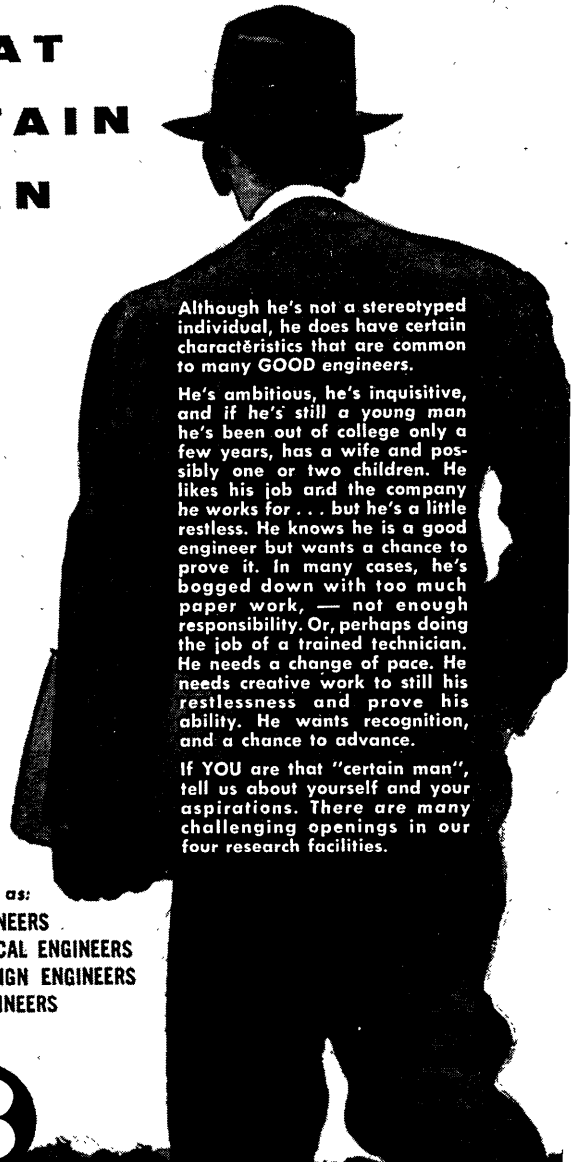 AT
TAIN
N
Although he's not a stereotyped
individual, he does have certain
characteristics that are common
to many GOOD engineers.
He's ambitious, he's inquisitive,
and if he's still a young man
he's been out of college only a
few years, has a wife and pos-
sibly one or two children. He
likes his job and the company
he works for . . . but he's a little
restless. He knows he is a good
engineer but wants a chance to
prove it. In many cases, he's
bogged down with too much
paper work, — not enough
responsibility. Or, perhaps doing
the job of a trained technician.
He needs a change of pace. He
needs creative work to still his
restlessness and prove his
ability. He wants recognition,
and a chance to advance.
If YOU are that "certain man",
tell us about yourself and your
aspirations. There are many
challenging openings in our
four research facilities.
as:
NEERS
CAL ENGINEERS
IGN ENGINEERS
INEERS